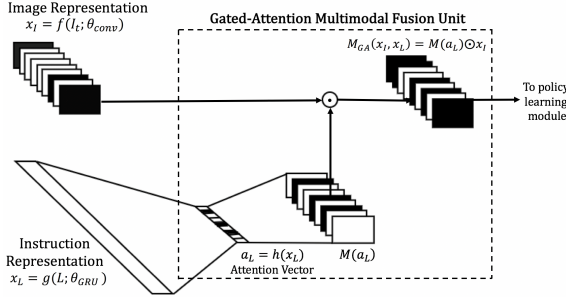 Image Representation
x_I = f(I_t; θ_conv)
Gated-Attention Multimodal Fusion Unit
M_GA(x_I, x_L) = M(a_L)⊙x_I
To policy
learning
module
Instruction
Representation
x_L = g(L; θ_GRU)
a_L = h(x_L)
Attention Vector
M(a_L)